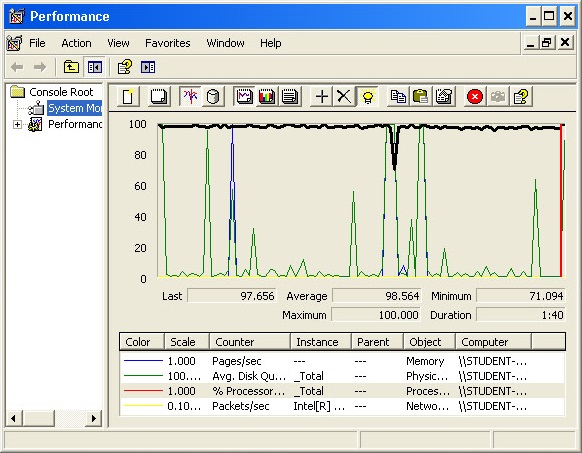 Performance
File Action View Favorites Window Help
Console Root
System Mo
Performanc
100
80
60
40
20
0
Last 97.656 Average 98.564 Minimum 71.094
Maximum 100.000 Duration 1:40
Color Scale Counter Instance Parent Object Computer
1.000 Pages/sec --- --- Memory \\STUDENT-...
100.... Avg. Disk Qu... _Total --- Physic... \\STUDENT-...
1.000 % Processor... _Total --- Proces... \\STUDENT-...
0.10... Packets/sec Intel[R] ... --- Netwo... \\STUDENT-...